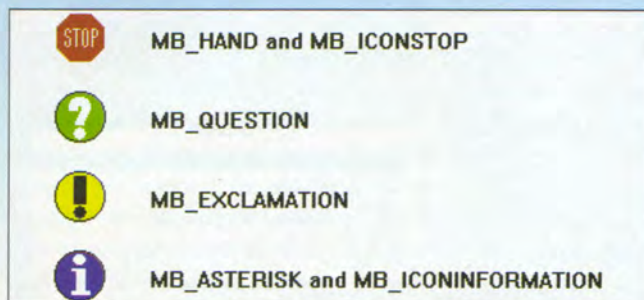 STOP MB_HAND and MB_ICONSTOP
? MB_QUESTION
! MB_EXCLAMATION
i MB_ASTERISK and MB_ICONINFORMATION